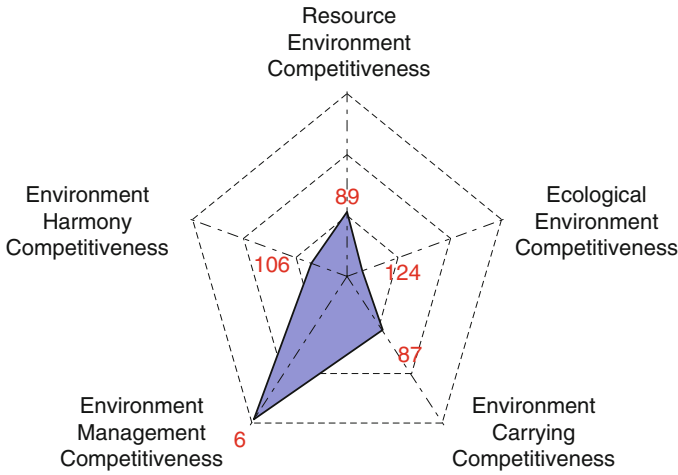 Resource
Environment
Competitiveness
89
Environment
Harmony
Competitiveness
106
Ecological
Environment
Competitiveness
124
87
Environment
Management
Competitiveness
6
Environment
Carrying
Competitiveness